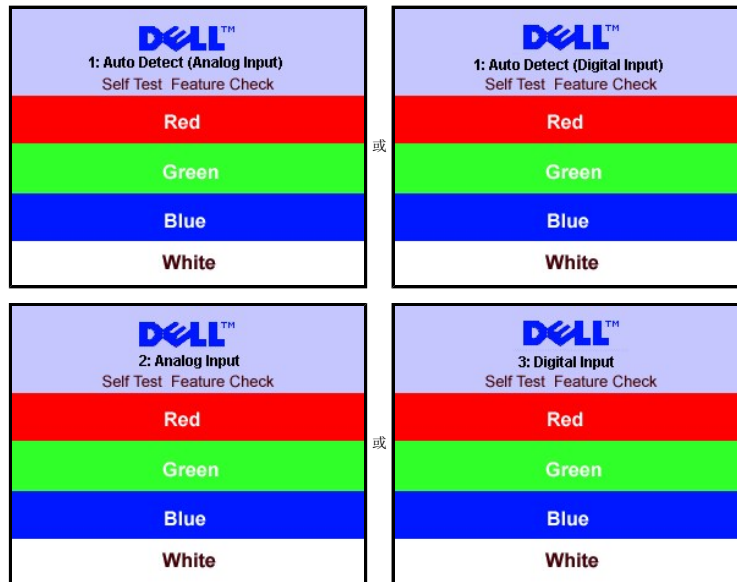 DELL™
1: Auto Detect (Analog Input)
Self Test Feature Check
Red
Green
Blue
White
或
DELL™
1: Auto Detect (Digital Input)
Self Test Feature Check
Red
Green
Blue
White
DELL™
2: Analog Input
Self Test Feature Check
Red
Green
Blue
White
或
DELL™
3: Digital Input
Self Test Feature Check
Red
Green
Blue
White